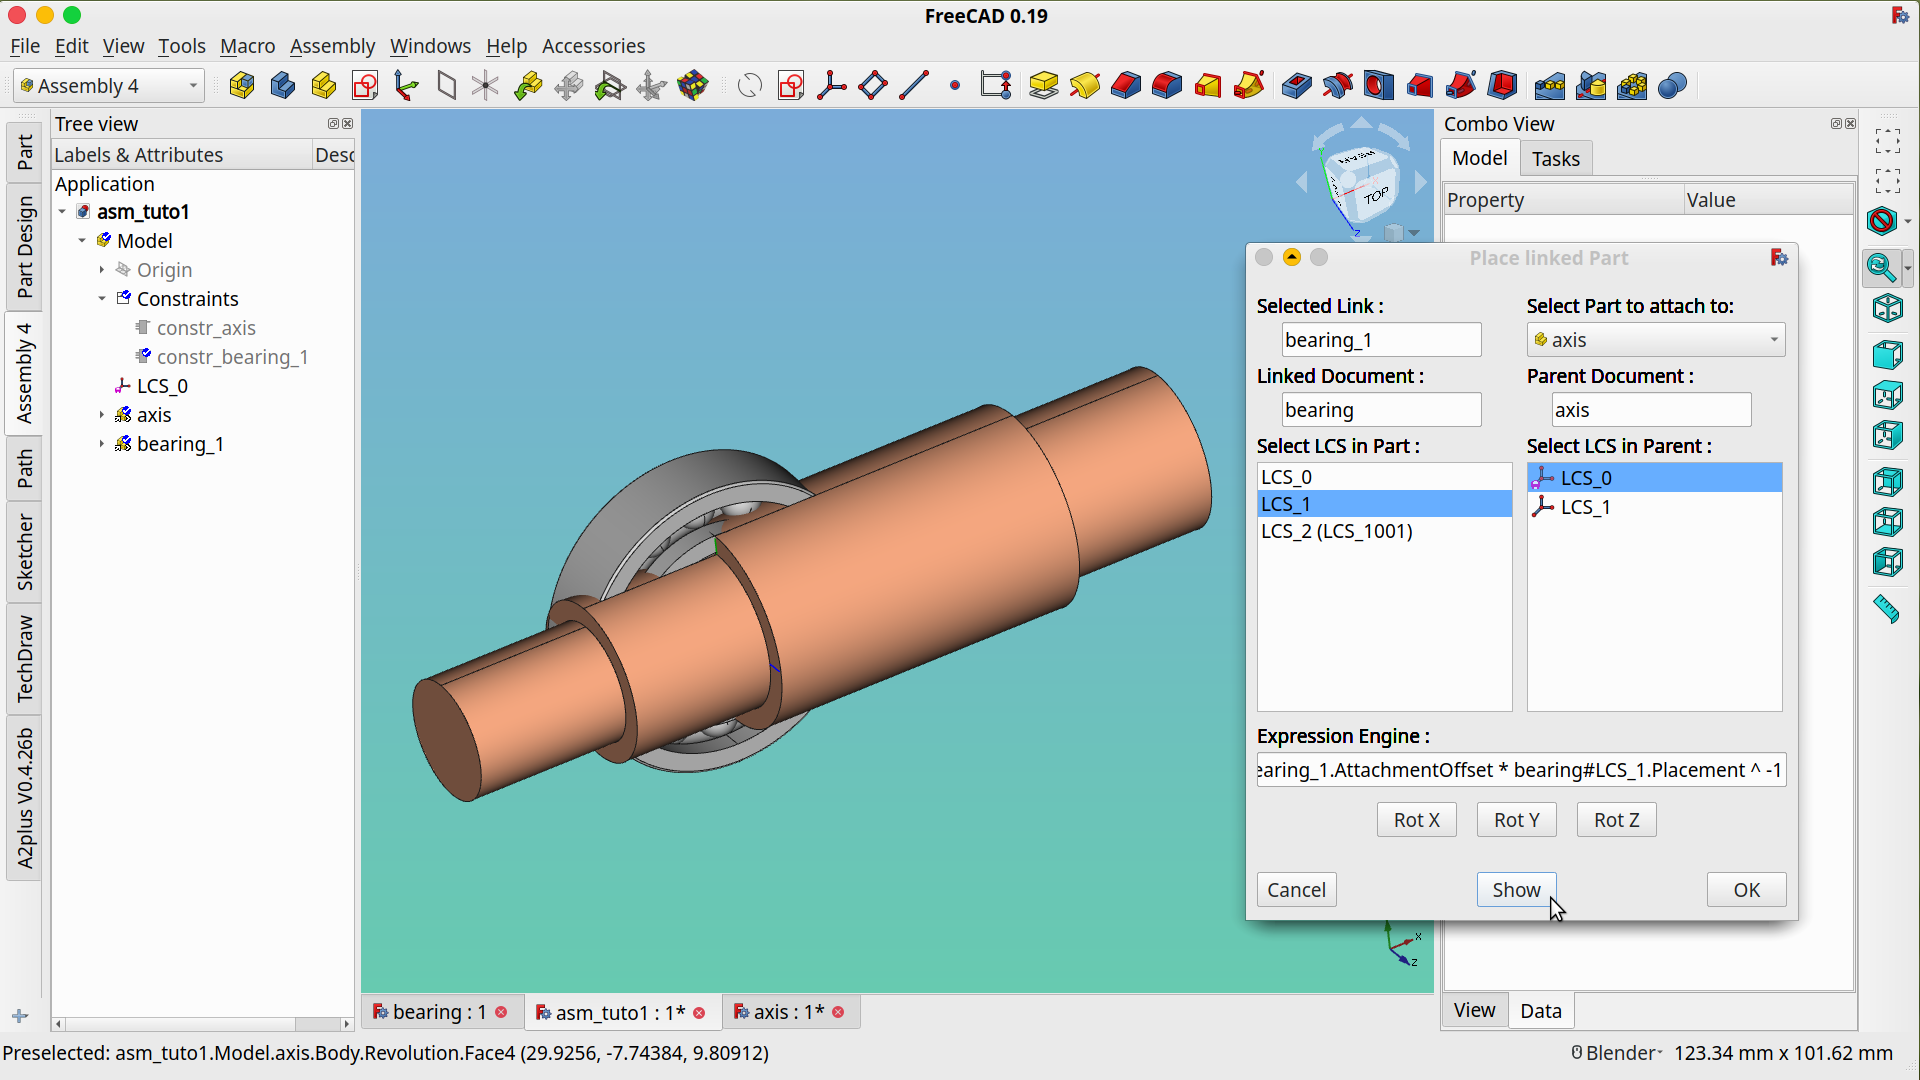 FreeCAD 0.19
File Edit View Tools Macro Assembly Windows Help Accessories
Assembly 4
Part
Part Design
Assembly 4
Path
Sketcher
TechDraw
A2plus V0.4.26b
Tree view
Labels & Attributes Desc
Application
asm_tuto1
Model
Origin
Constraints
constr_axis
constr_bearing_1
LCS_0
axis
bearing_1
TOP
Z
X
Z
Combo View
Model Tasks
Property Value
Place linked Part
Selected Link : Select Part to attach to:
bearing_1 axis
Linked Document : Parent Document :
bearing axis
Select LCS in Part : Select LCS in Parent :
LCS_0 LCS_0
LCS_1 LCS_1
LCS_2 (LCS_1001)
Expression Engine :
earing_1.AttachmentOffset * bearing#LCS_1.Placement ^ -1
Rot X Rot Y Rot Z
Cancel Show OK
View Data
bearing : 1 asm_tuto1 : 1* axis : 1*
Preselected: asm_tuto1.Model.axis.Body.Revolution.Face4 (29.9256, -7.74384, 9.80912) Blender 123.34 mm x 101.62 mm